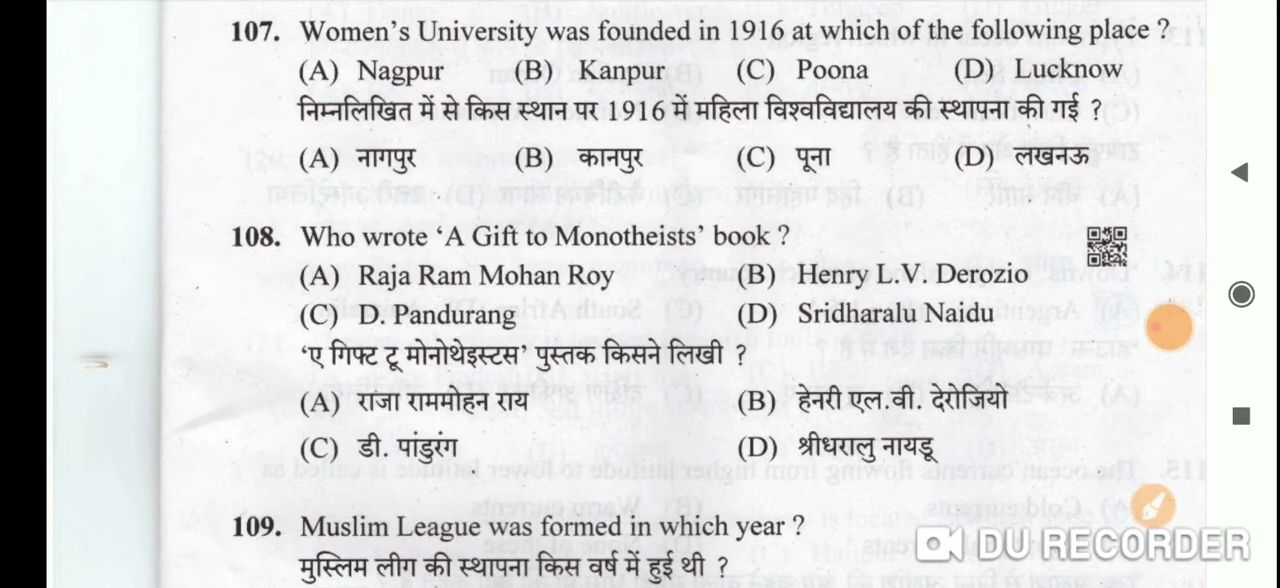 107. Women's University was founded in 1916 at which of the following place ?
(A) Nagpur (B) Kanpur (C) Poona (D) Lucknow
निम्नलिखित में से किस स्थान पर 1916 में महिला विश्वविद्यालय की स्थापना की गई ?
(A) नागपुर (B) कानपुर (C) पूना (D) लखनऊ
108. Who wrote 'A Gift to Monotheists' book ?
(A) Raja Ram Mohan Roy (B) Henry L.V. Derozio
(C) D. Pandurang (D) Sridharalu Naidu
'ए गिफ्ट टू मोनोथेइस्टस' पुस्तक किसने लिखी ?
(A) राजा राममोहन राय (B) हेनरी एल.वी. देरोजियो
(C) डी. पांडुरंग (D) श्रीधरालु नायडू
109. Muslim League was formed in which year ?
मुस्लिम लीग की स्थापना किस वर्ष में हुई थी ?
DU RECORDER